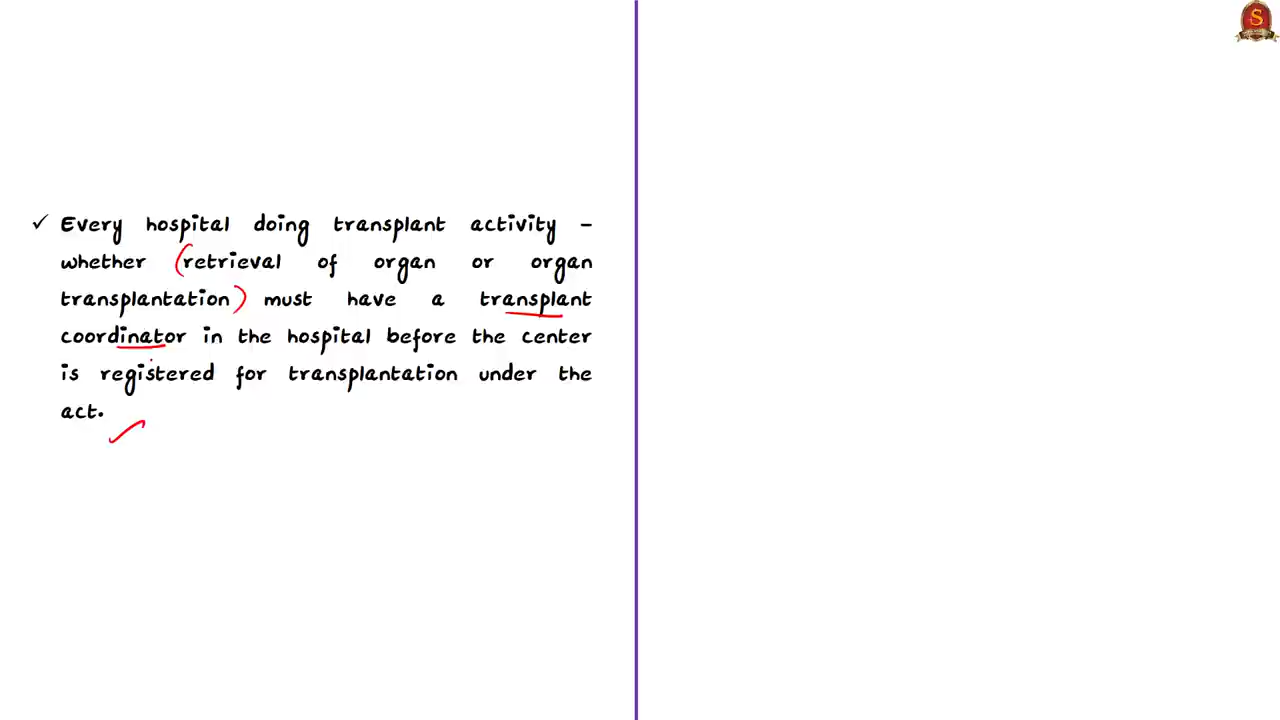 ✓ Every hospital doing transplant activity –
whether (retrieval of organ or organ
transplantation) must have a transplant
coordinator in the hospital before the center
is registered for transplantation under the
act.
S